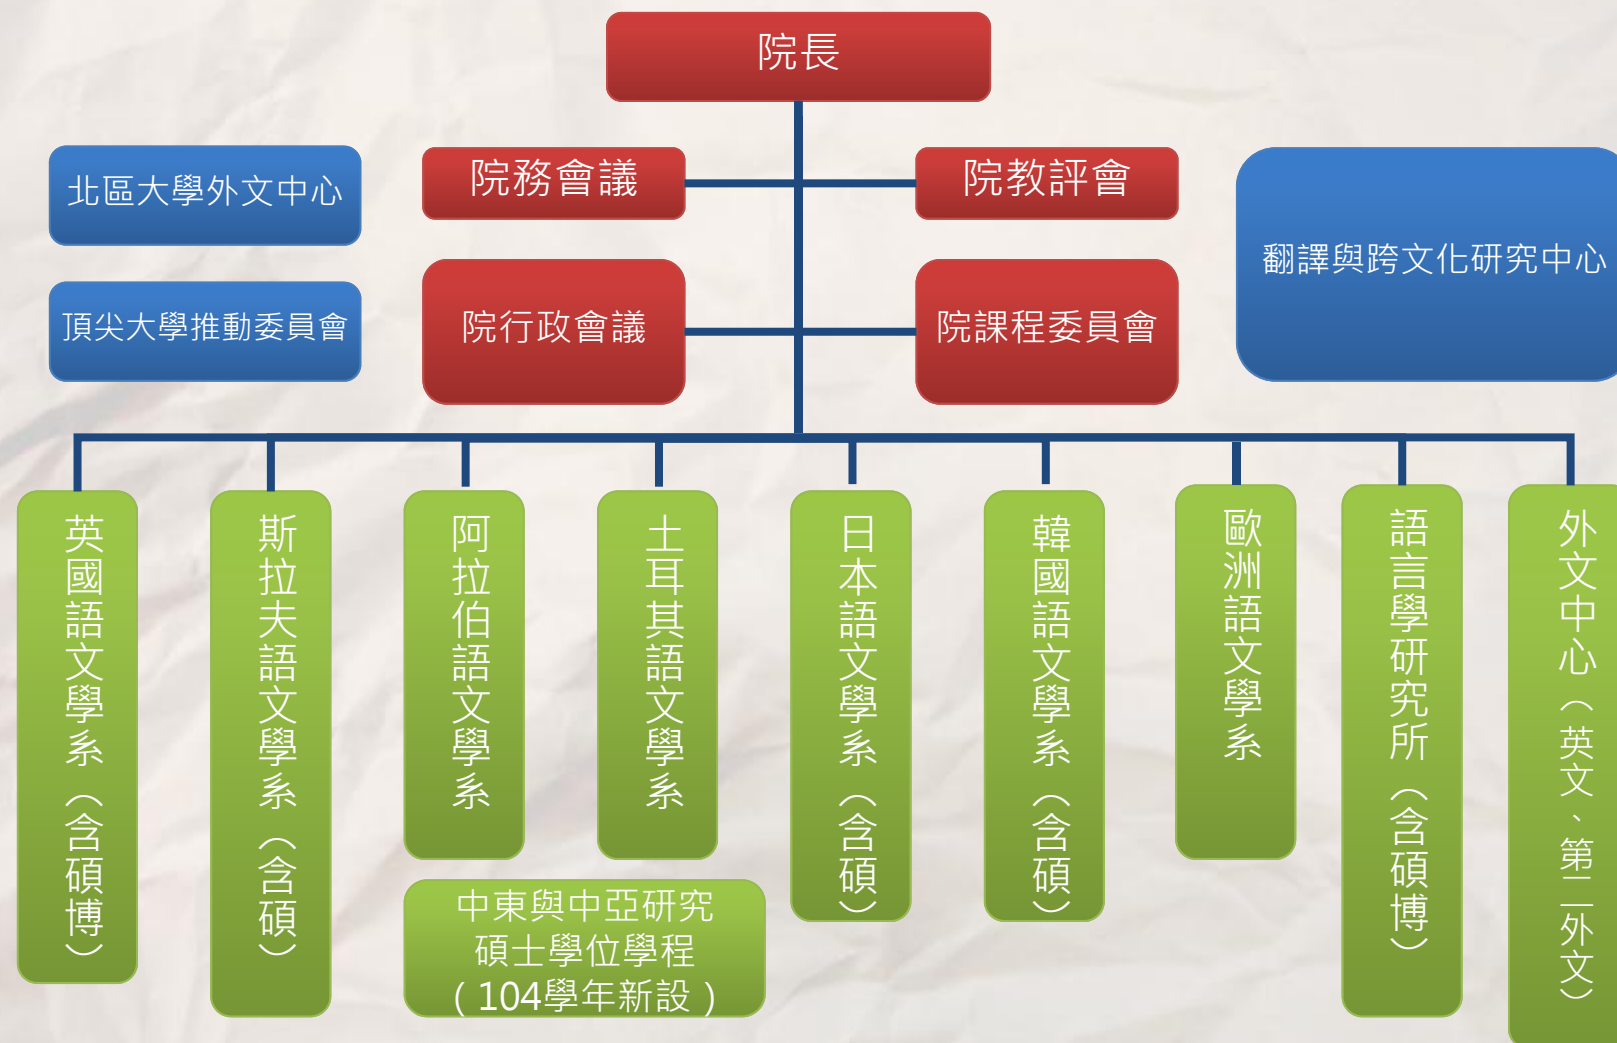 院長
北區大學外文中心
院務會議
院教評會
翻譯與跨文化研究中心
頂尖大學推動委員會
院行政會議
院課程委員會
英國語文學系（含碩博）
斯拉夫語文學系（含碩）
阿拉伯語文學系
土耳其語文學系
日本語文學系（含碩）
韓國語文學系（含碩）
歐洲語文學系
語言學研究所（含碩博）
外文中心（英文、第二外文）
中東與中亞研究
碩士學位學程
（104學年新設）